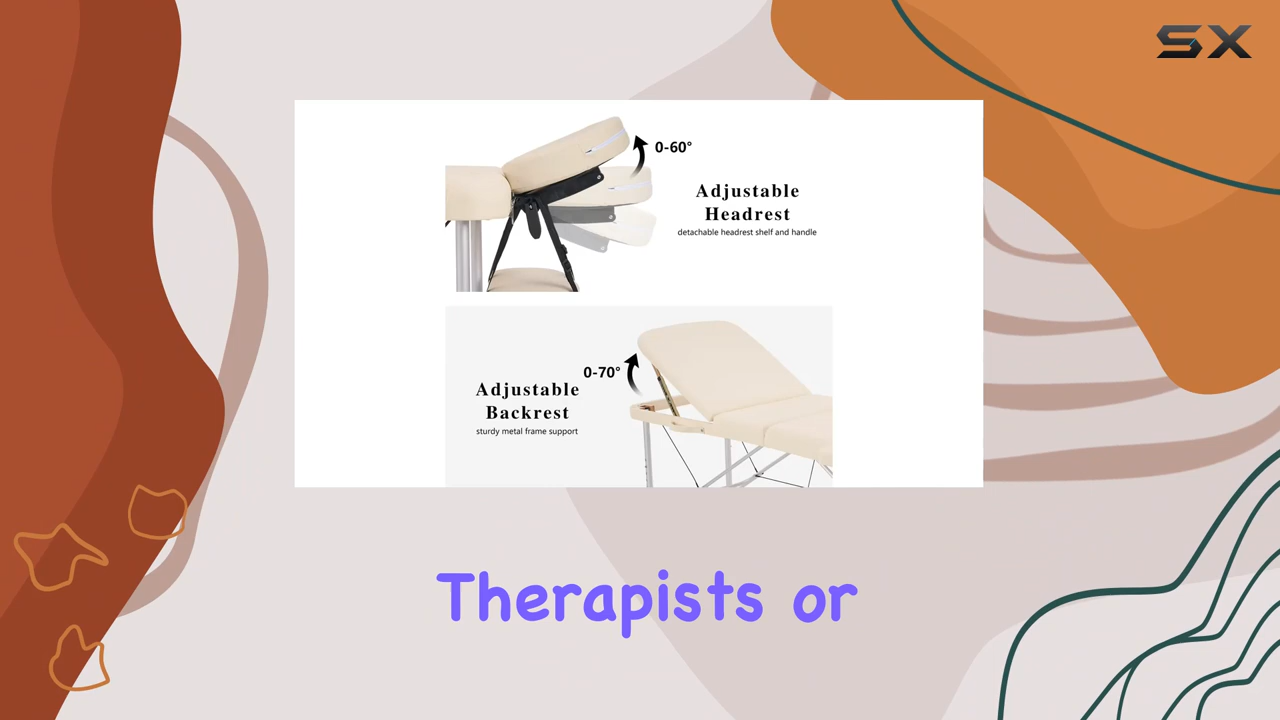 SX
0-60°
Adjustable
Headrest
detachable headrest shelf and handle
0-70°
Adjustable
Backrest
sturdy metal frame support
Therapists or